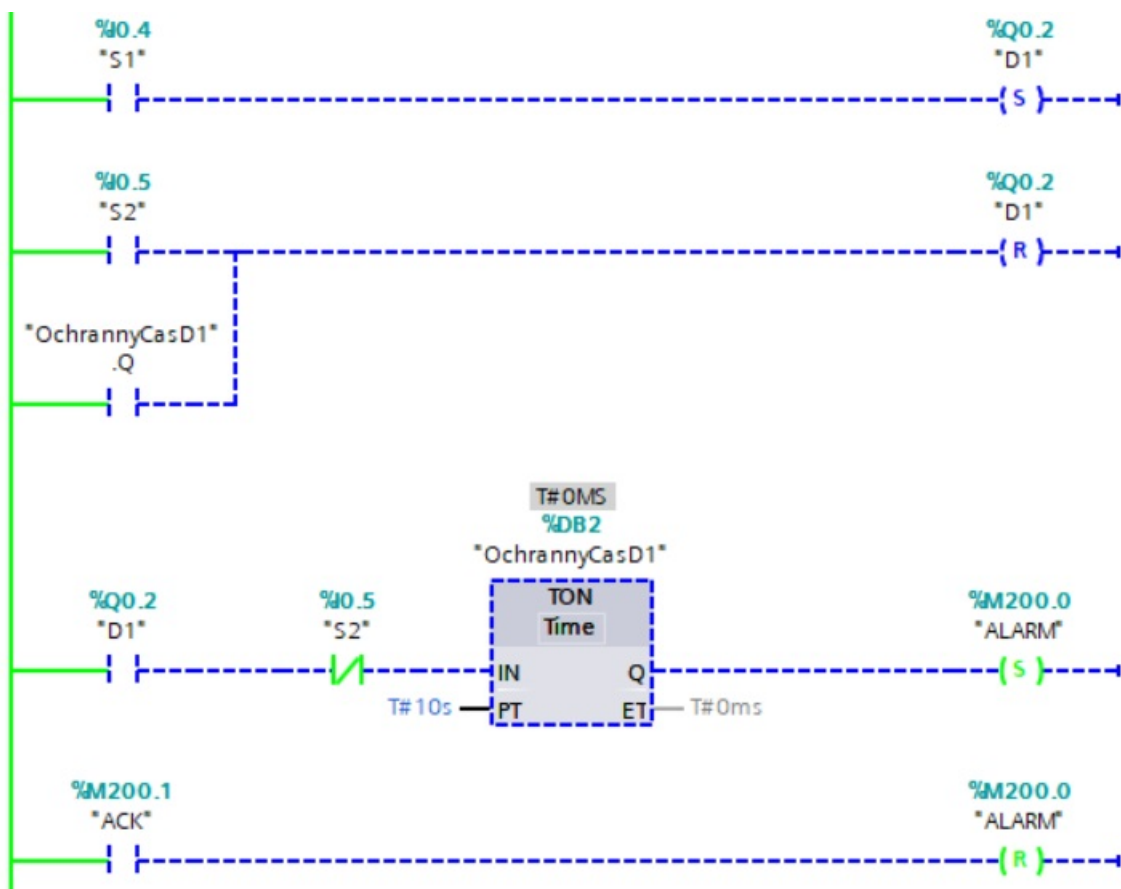 %I0.4
"S1"
%Q0.2
"D1"
S
%I0.5
"S2"
%Q0.2
"D1"
R
"OchrannyCasD1"
.Q
T#0MS
%DB2
"OchrannyCasD1"
%Q0.2
"D1"
%I0.5
"S2"
TON
Time
%M200.0
"ALARM"
IN
Q
S
T#10s
PT
ET
T#0ms
%M200.1
"ACK"
%M200.0
"ALARM"
R